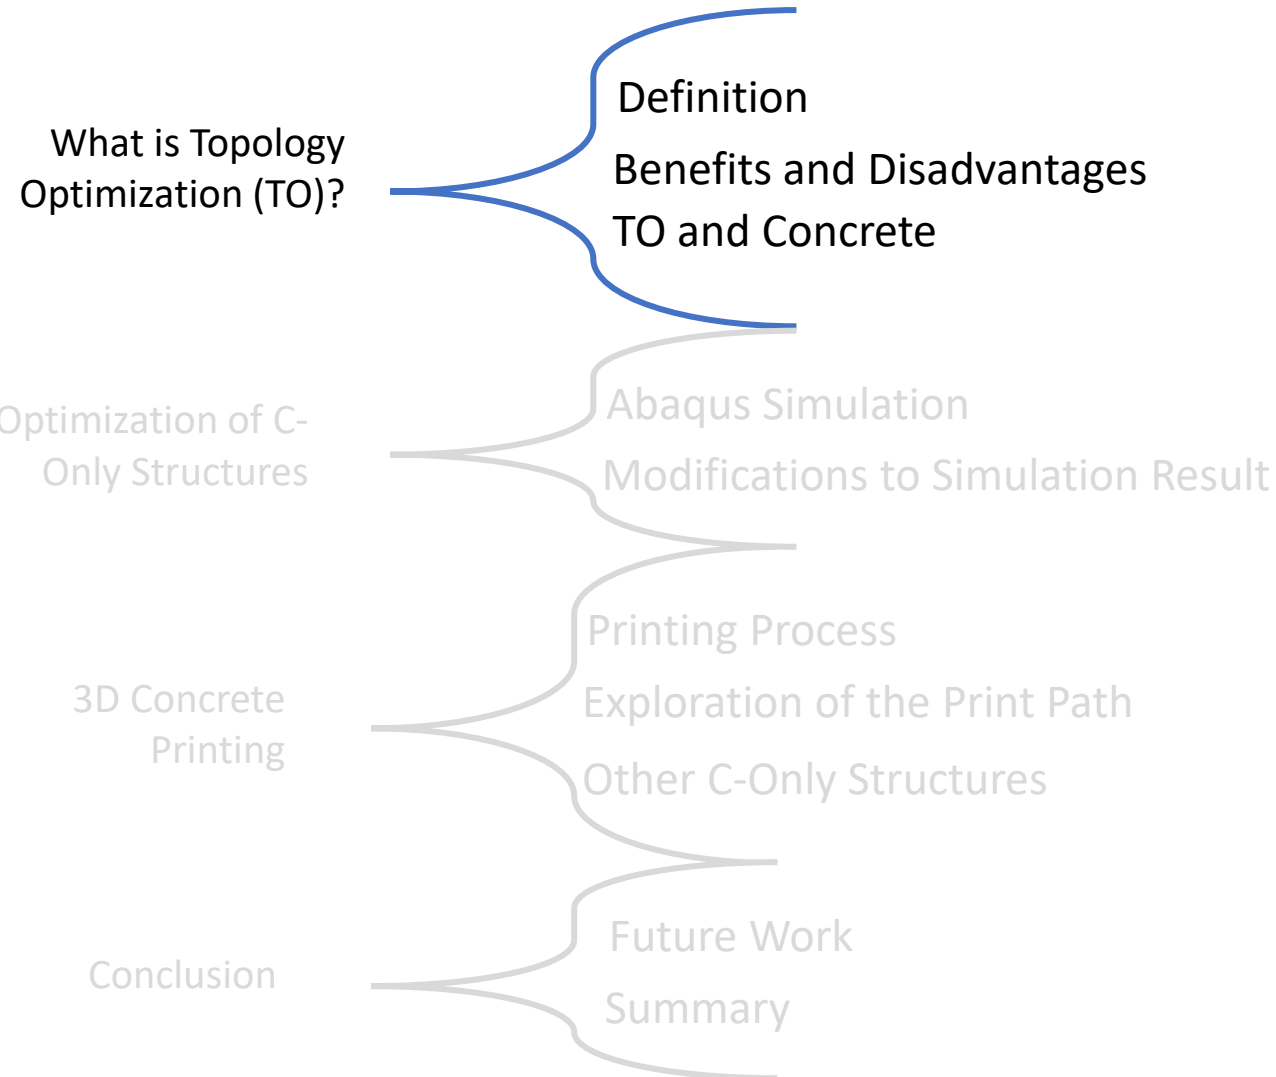 What is Topology
Optimization (TO)?
Definition
Benefits and Disadvantages
TO and Concrete
Optimization of C-
Only Structures
Abaqus Simulation
Modifications to Simulation Result
3D Concrete
Printing
Printing Process
Exploration of the Print Path
Other C-Only Structures
Conclusion
Future Work
Summary